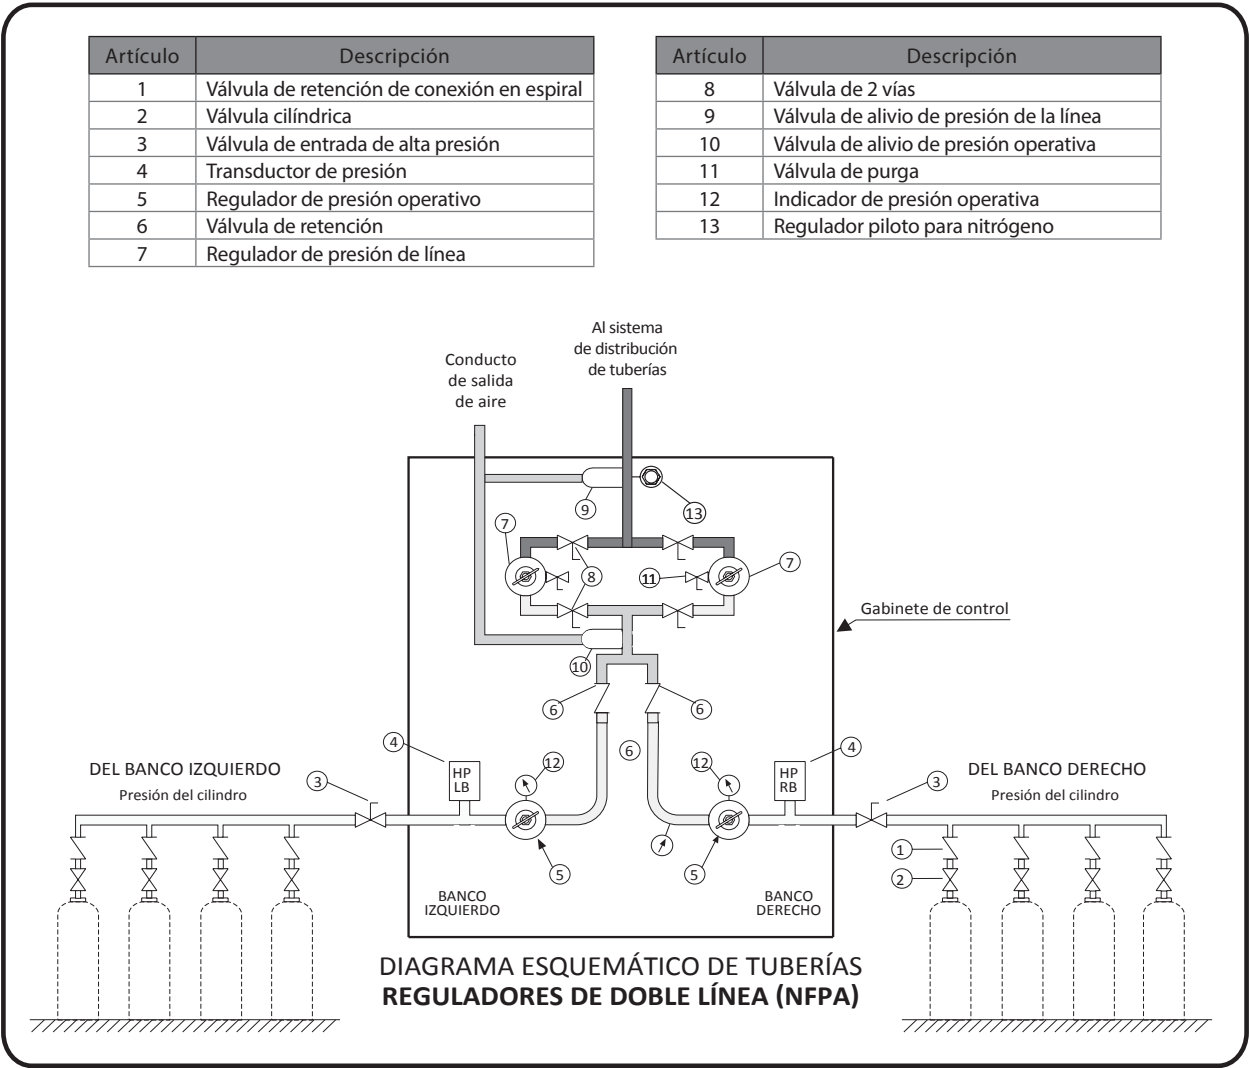 Artículo Descripción
1 Válvula de retención de conexión en espiral
2 Válvula cilíndrica
3 Válvula de entrada de alta presión
4 Transductor de presión
5 Regulador de presión operativo
6 Válvula de retención
7 Regulador de presión de línea
Artículo Descripción
8 Válvula de 2 vías
9 Válvula de alivio de presión de la línea
10 Válvula de alivio de presión operativa
11 Válvula de purga
12 Indicador de presión operativa
13 Regulador piloto para nitrógeno
Al sistema
de distribución
de tuberías
Conducto
de salida
de aire
9
13
7
8
11
7
Gabinete de control
10
6
6
4
6
12
12
4
DEL BANCO IZQUIERDO
Presión del cilindro
3
HP
LB
HP
RB
3
DEL BANCO DERECHO
Presión del cilindro
1
2
5
5
BANCO
IZQUIERDO
BANCO
DERECHO
DIAGRAMA ESQUEMÁTICO DE TUBERÍAS
REGULADORES DE DOBLE LÍNEA (NFPA)